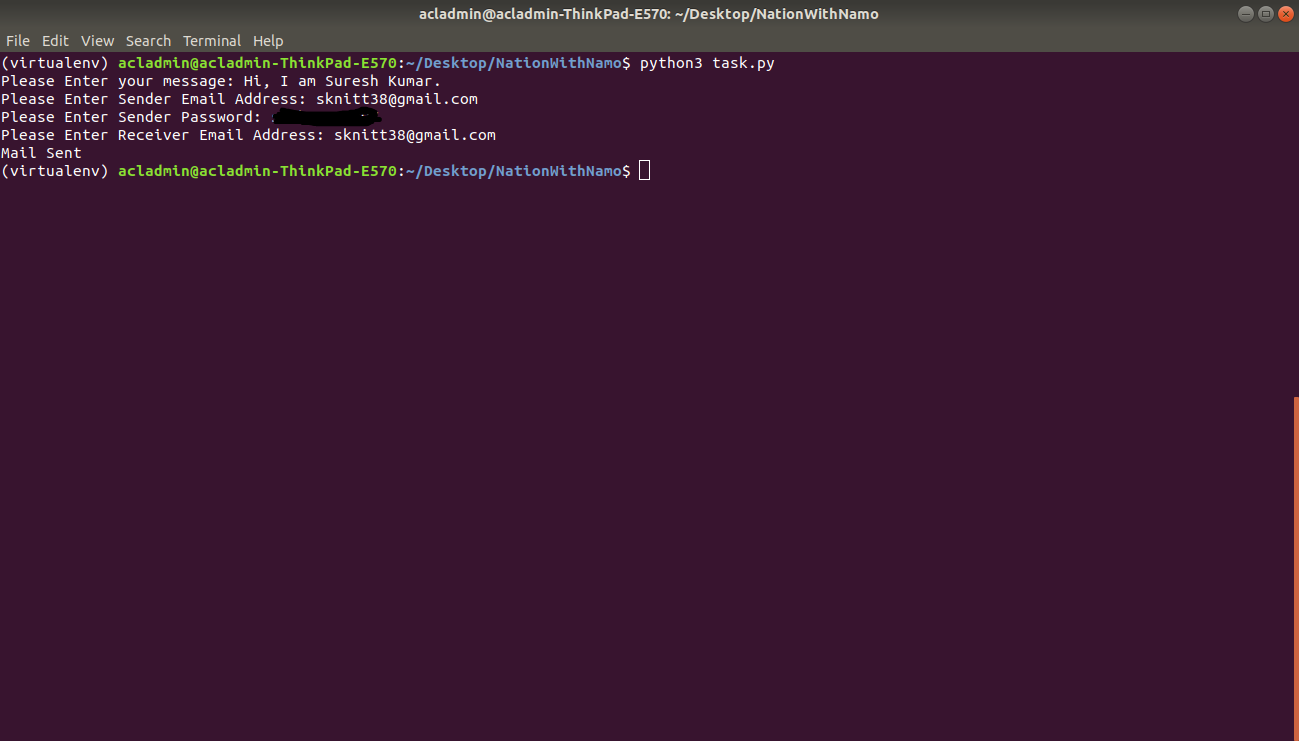 acladmin@acladmin-ThinkPad-E570: ~/Desktop/NationWithNamo
File Edit View Search Terminal Help
(virtualenv) acladmin@acladmin-ThinkPad-E570:~/Desktop/NationWithNamo$ python3 task.py
Please Enter your message: Hi, I am Suresh Kumar.
Please Enter Sender Email Address: sknitt38@gmail.com
Please Enter Sender Password:
Please Enter Receiver Email Address: sknitt38@gmail.com
Mail Sent
(virtualenv) acladmin@acladmin-ThinkPad-E570:~/Desktop/NationWithNamo$